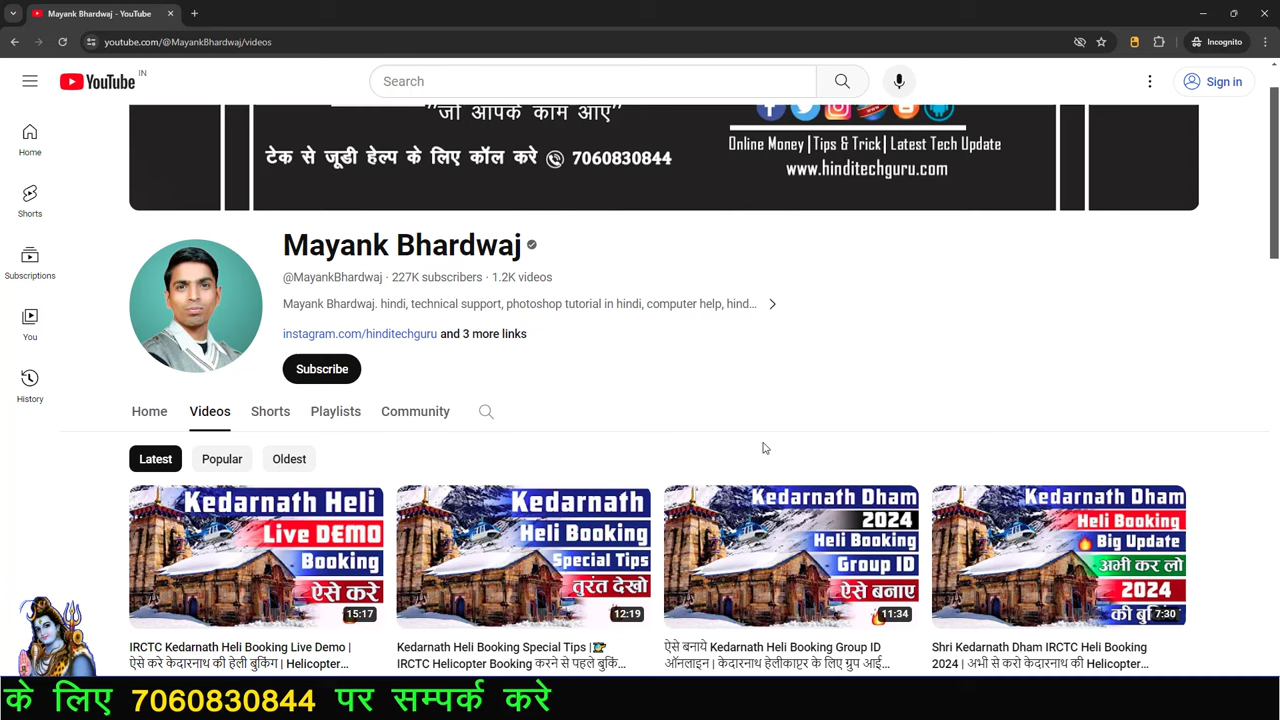 Mayank Bhardwaj - YouTube
youtube.com/@MayankBhardwaj/videos
Incognito
YouTube IN
Search
Sign in
"जो आपके काम आए"
टेक से जूडी हेल्प के लिए कॉल करे 7060830844
Online Money | Tips & Trick | Latest Tech Update
www.hinditechguru.com
Home
Shorts
Subscriptions
You
History
Mayank Bhardwaj
@MayankBhardwaj · 227K subscribers · 1.2K videos
Mayank Bhardwaj. hindi, technical support, photoshop tutorial in hindi, computer help, hind...
instagram.com/hinditechguru and 3 more links
Subscribe
Home Videos Shorts Playlists Community
Latest Popular Oldest
Kedarnath Heli
Live DEMO
Booking
ऐसे करे
15:17
Kedarnath
Heli Booking
Special Tips
तुरंत देखो
12:19
Kedarnath Dham
2024
Heli Booking
Group ID
ऐसे बनाए
11:34
Kedarnath Dham
Heli Booking
Big Update
अभी कर लो
2024
की
7:30
IRCTC Kedarnath Heli Booking Live Demo |
ऐसे करे केदारनाथ की हेली बुकिंग | Helicopter...
Kedarnath Heli Booking Special Tips |
IRCTC Helicopter Booking करने से पहले बुकिं...
ऐसे बनाये Kedarnath Heli Booking Group ID
ऑनलाइन | केदारनाथ हेलीकाप्टर के लिए ग्रुप आई...
Shri Kedarnath Dham IRCTC Heli Booking
2024 | अभी से करो केदारनाथ की Helicopter...
के लिए 7060830844 पर सम्पर्क करे